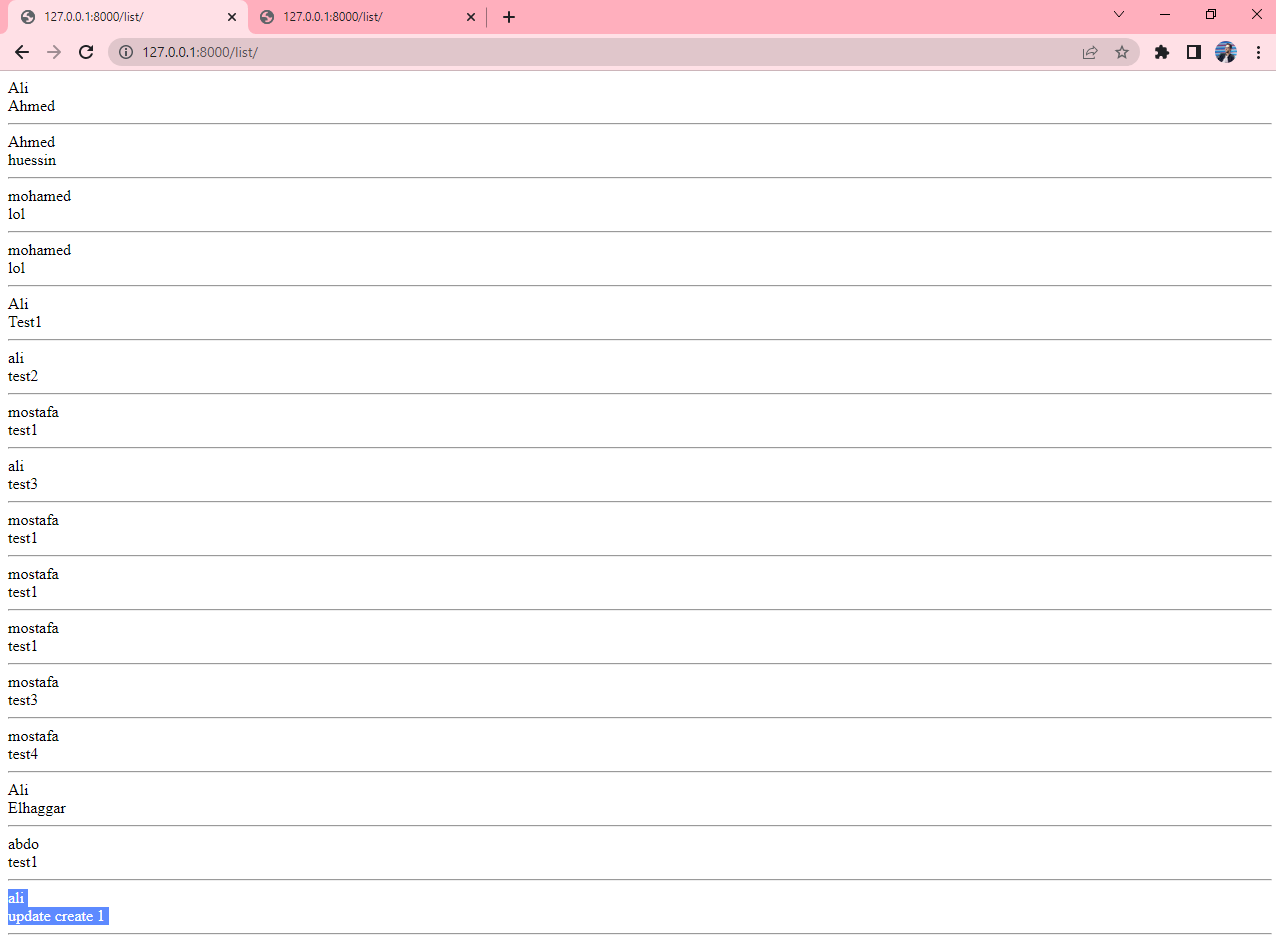 127.0.0.1:8000/list/
127.0.0.1:8000/list/
127.0.0.1:8000/list/
Ali
Ahmed
Ahmed
huessin
mohamed
lol
mohamed
lol
Ali
Test1
ali
test2
mostafa
test1
ali
test3
mostafa
test1
mostafa
test1
mostafa
test1
mostafa
test3
mostafa
test4
Ali
Elhaggar
abdo
test1
ali
update create 1